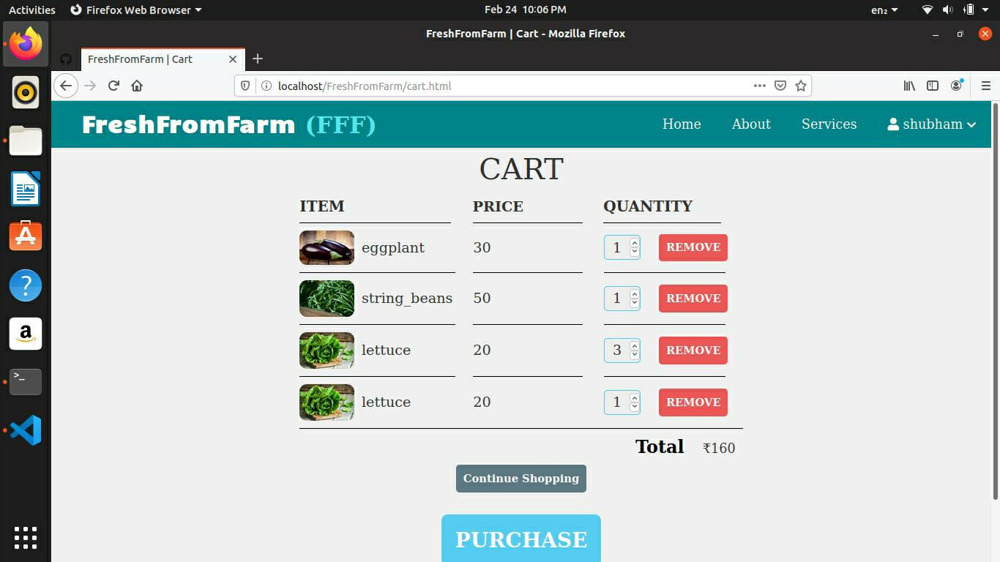 Activities Firefox Web Browser Feb 24 10:06 PM en₂
FreshFromFarm | Cart - Mozilla Firefox
FreshFromFarm | Cart
localhost/FreshFromFarm/cart.html
FreshFromFarm (FFF) Home About Services shubham
CART
ITEM PRICE QUANTITY
eggplant 30 1 REMOVE
string_beans 50 1 REMOVE
lettuce 20 3 REMOVE
lettuce 20 1 REMOVE
Total ₹160
Continue Shopping
PURCHASE